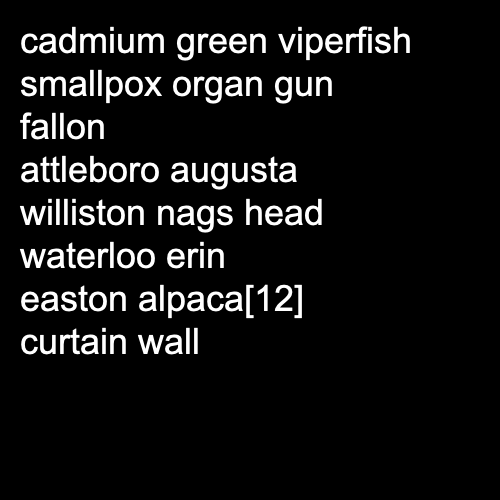 cadmium green viperfish
smallpox organ gun
fallon
attleboro augusta
williston nags head
waterloo erin
easton alpaca[12]
curtain wall